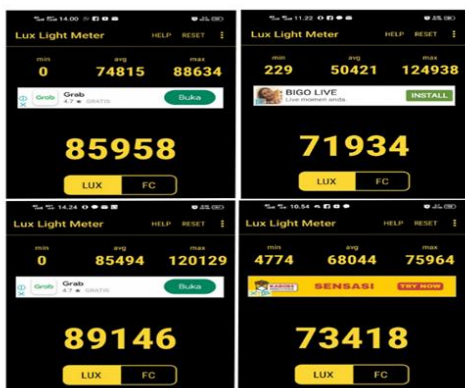 14.00
Lux Light Meter HELP RESET
min avg max
0 74815 88634
Grab
Grab
4.7 ★ GRATIS
Buka
85958
LUX FC
11.22
Lux Light Meter HELP RESET
min avg max
229 50421 124938
BIGO LIVE
Live momen anda
INSTALL
71934
LUX FC
14.24
Lux Light Meter HELP RESET
min avg max
0 85494 120129
Grab
Grab
4.7 ★ GRATIS
Buka
89146
LUX FC
10.54
Lux Light Meter HELP RESET
min avg max
4774 68044 75964
SENSASI
TRY NOW
73418
LUX FC